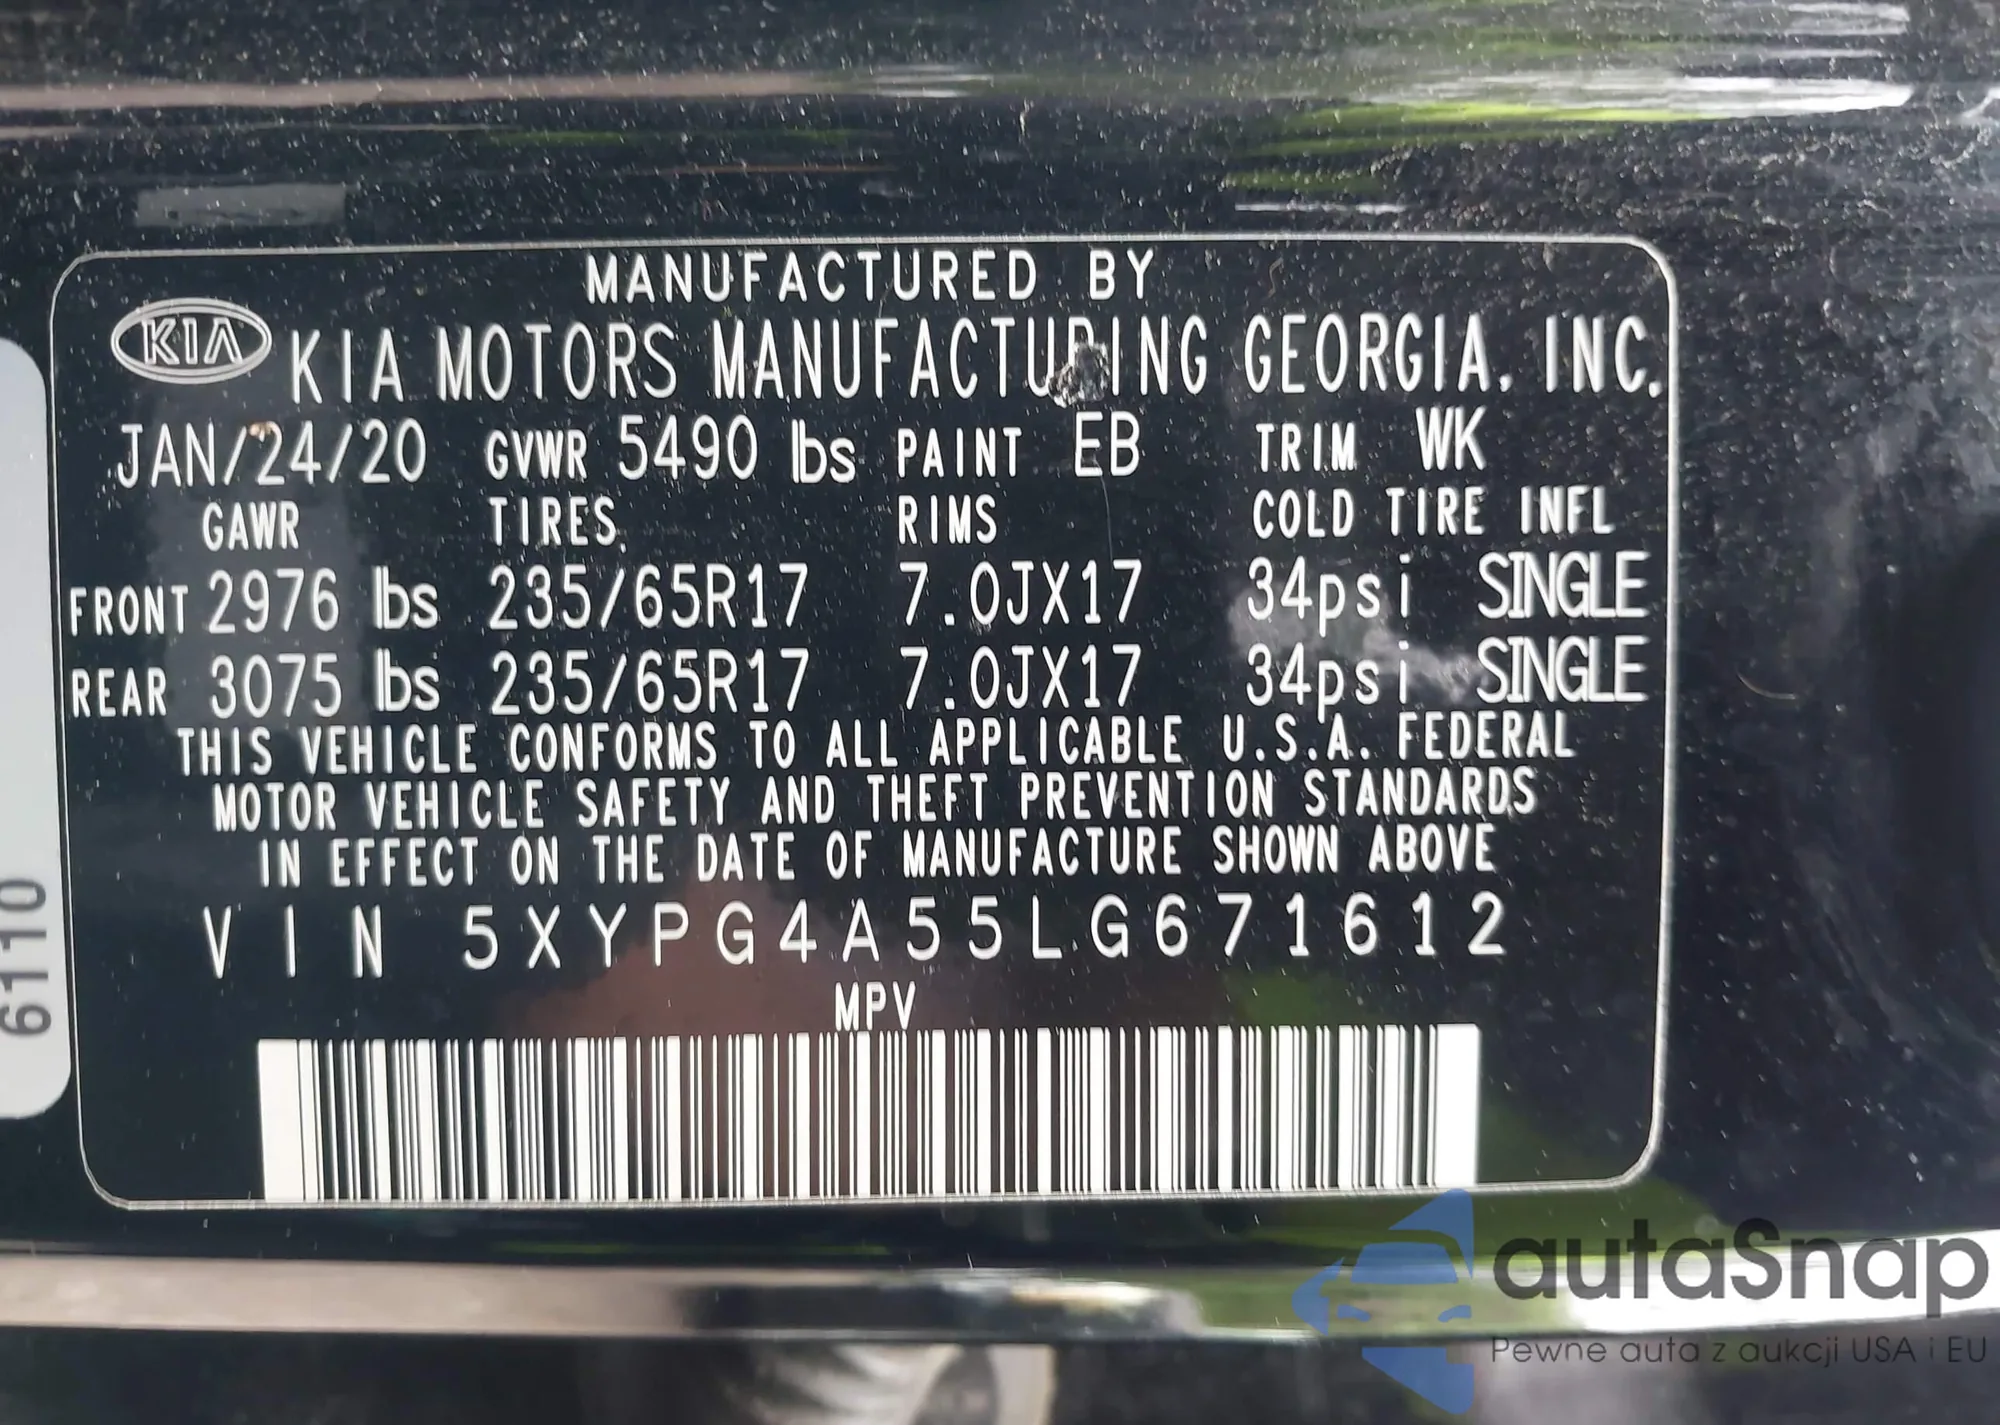 MANUFACTURED BY
KIA KIA MOTORS MANUFACTURING GEORGIA, INC.
JAN/24/20 GVWR 5490 lbs PAINT EB TRIM WK
GAWR TIRES RIMS COLD TIRE INFL
FRONT 2976 lbs 235/65R17 7.0JX17 34psi SINGLE
REAR 3075 lbs 235/65R17 7.0JX17 34psi SINGLE
THIS VEHICLE CONFORMS TO ALL APPLICABLE U.S.A. FEDERAL
MOTOR VEHICLE SAFETY AND THEFT PREVENTION STANDARDS
IN EFFECT ON THE DATE OF MANUFACTURE SHOWN ABOVE
VIN 5XYPG4A55LG671612
MPV
6110
autaSnap
Pewne auta z aukcji USA i EU